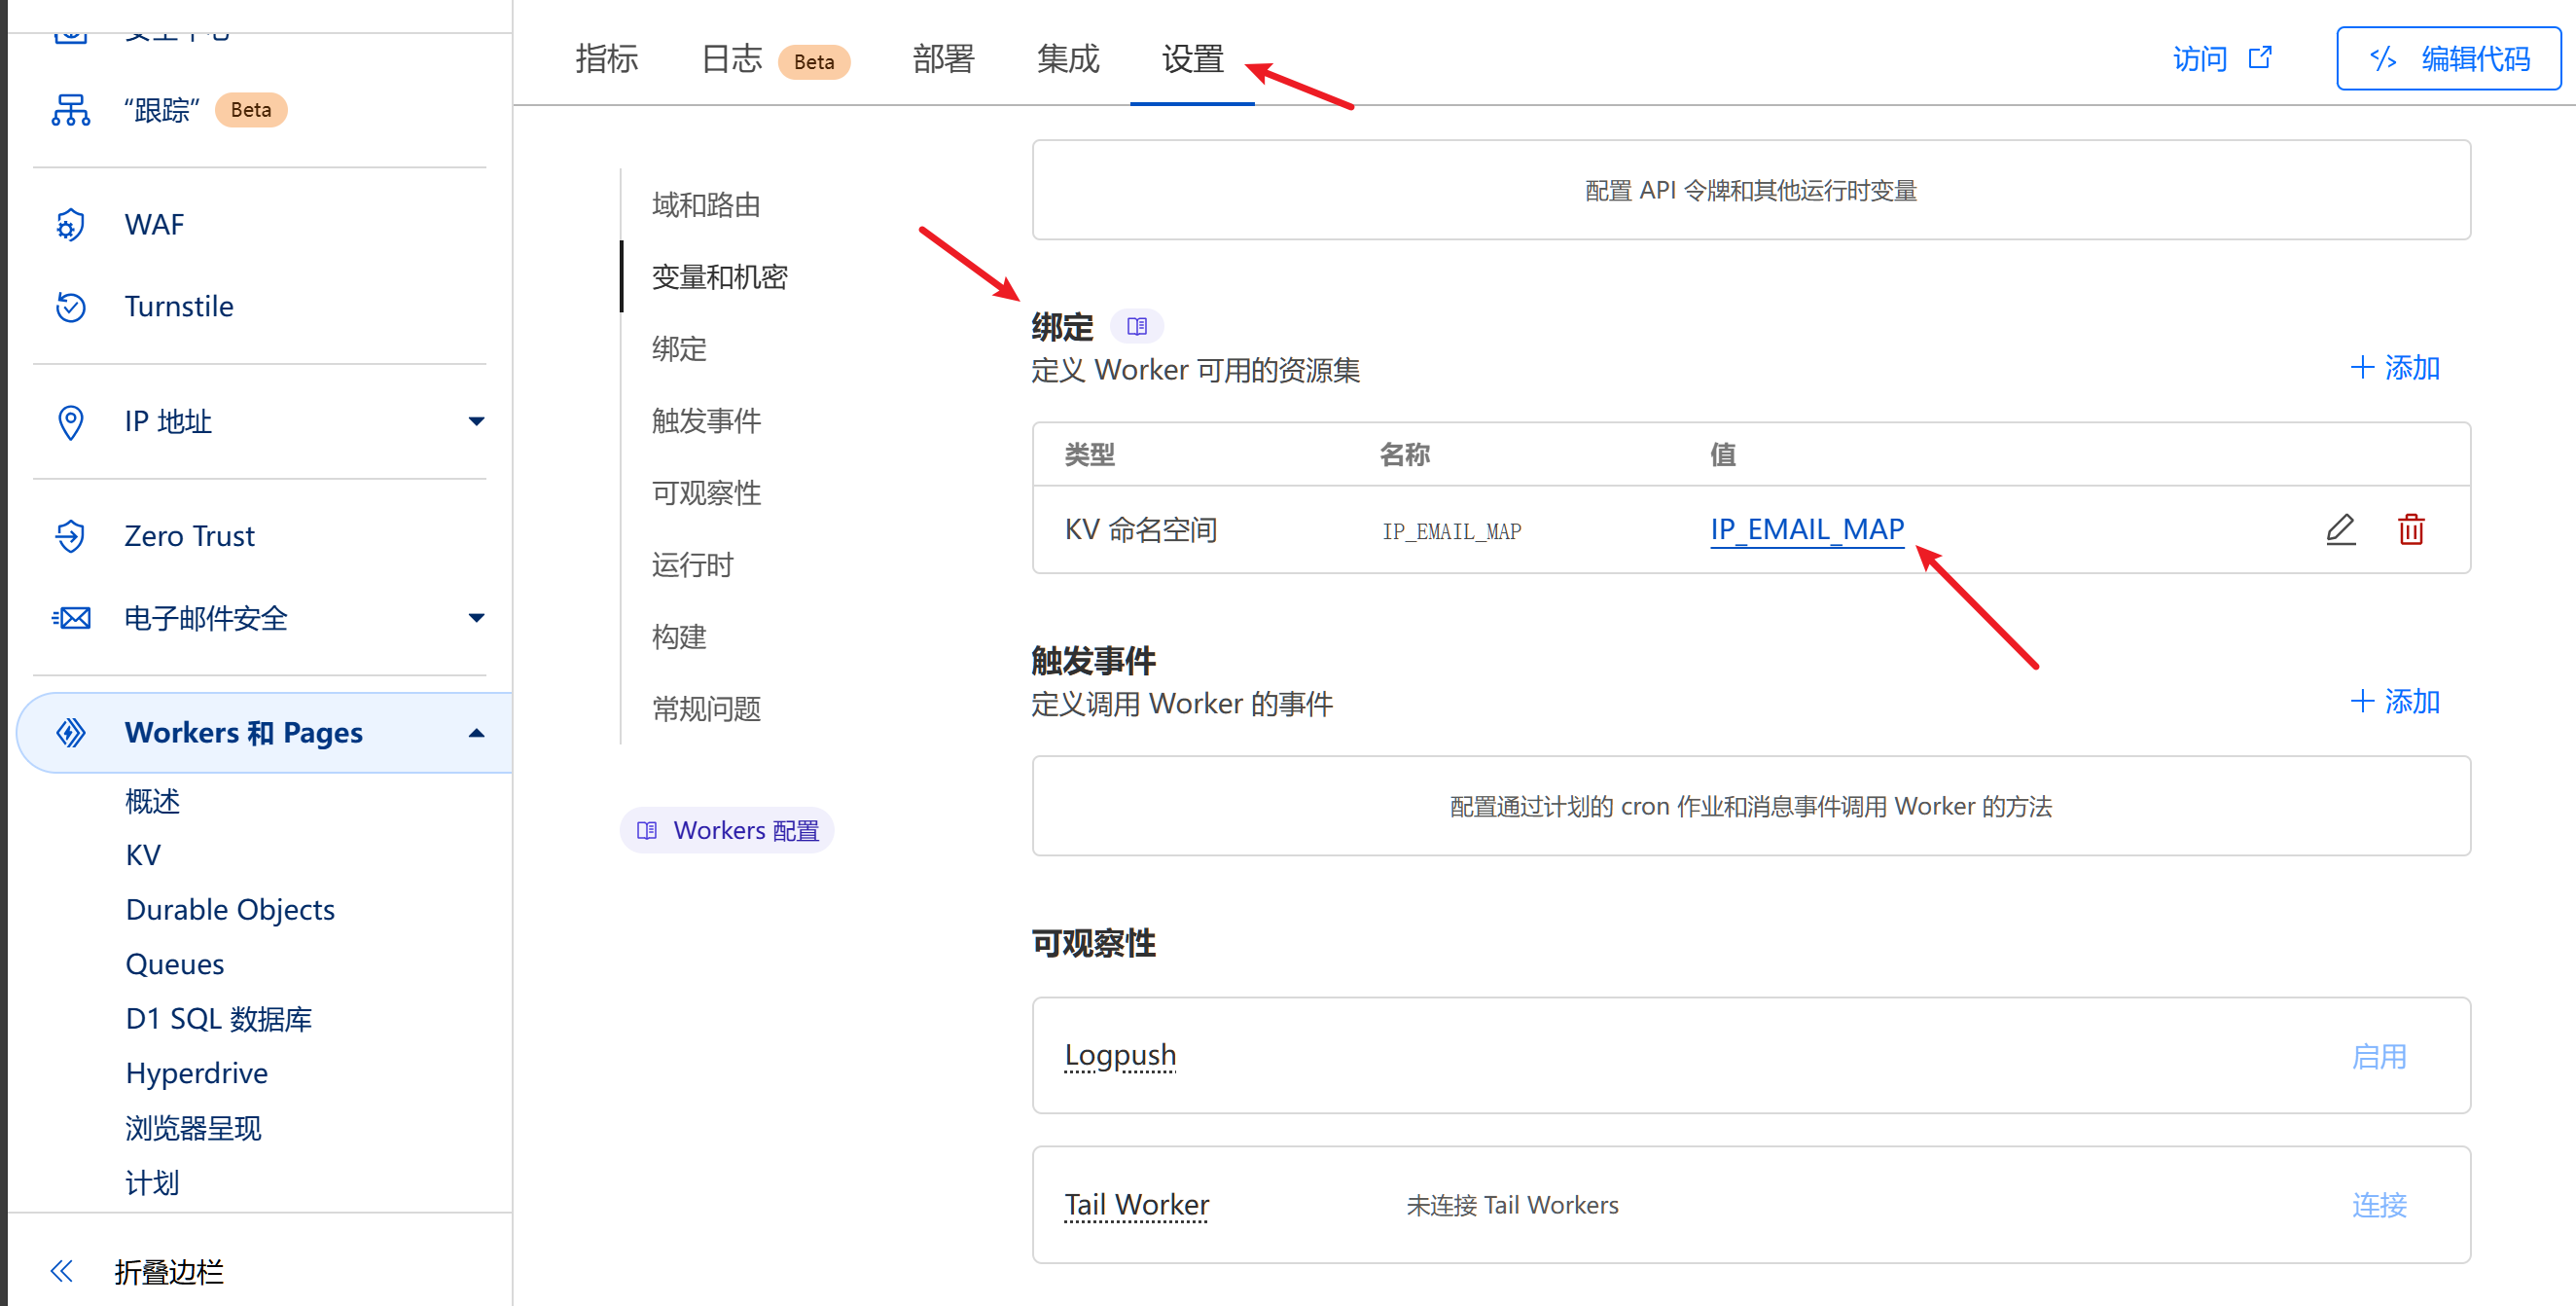 “跟踪” Beta
WAF
Turnstile
IP 地址
Zero Trust
电子邮件安全
Workers 和 Pages
概述
KV
Durable Objects
Queues
D1 SQL 数据库
Hyperdrive
浏览器呈现
计划
折叠边栏
指标 日志 Beta 部署 集成 设置 访问 编辑代码
域和路由
变量和机密
绑定
触发事件
可观察性
运行时
构建
常规问题
Workers 配置
配置 API 令牌和其他运行时变量
绑定
定义 Worker 可用的资源集
添加
类型 名称 值
KV 命名空间 IP_EMAIL_MAP IP_EMAIL_MAP
触发事件
定义调用 Worker 的事件
添加
配置通过计划的 cron 作业和消息事件调用 Worker 的方法
可观察性
Logpush 启用
Tail Worker 未连接 Tail Workers 连接